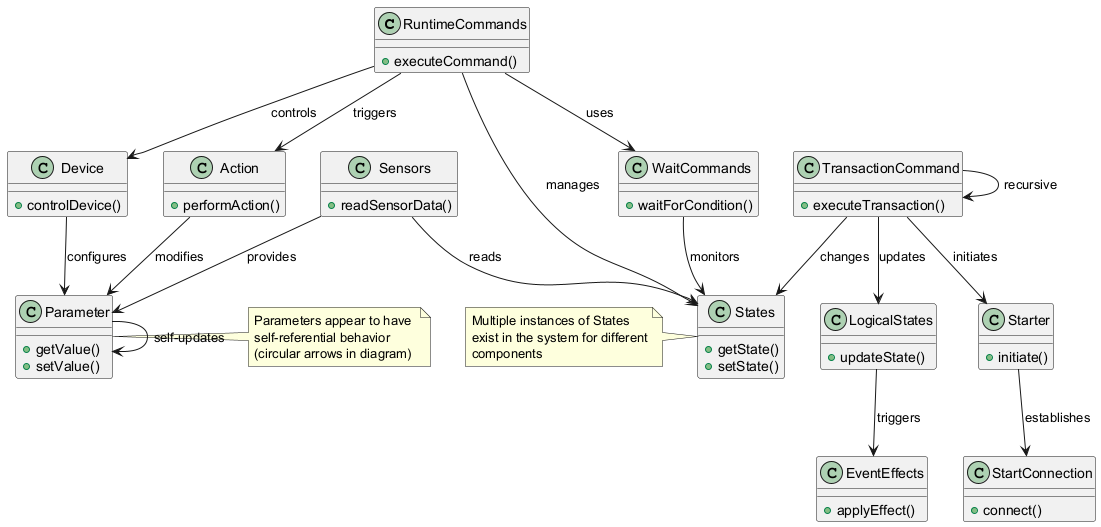 C RuntimeCommands
executeCommand()
controls
triggers
uses
C Device
controlDevice()
C Action
performAction()
C Sensors
readSensorData()
manages
C WaitCommands
waitForCondition()
C TransactionCommand
executeTransaction()
recursive
configures
modifies
provides
reads
monitors
changes
updates
initiates
C Parameter
getValue()
setValue()
self-updates
Parameters appear to have
self-referential behavior
(circular arrows in diagram)
Multiple instances of States
exist in the system for different
components
C States
getState()
setState()
C LogicalStates
updateState()
C Starter
initiate()
triggers
establishes
C EventEffects
applyEffect()
C StartConnection
connect()